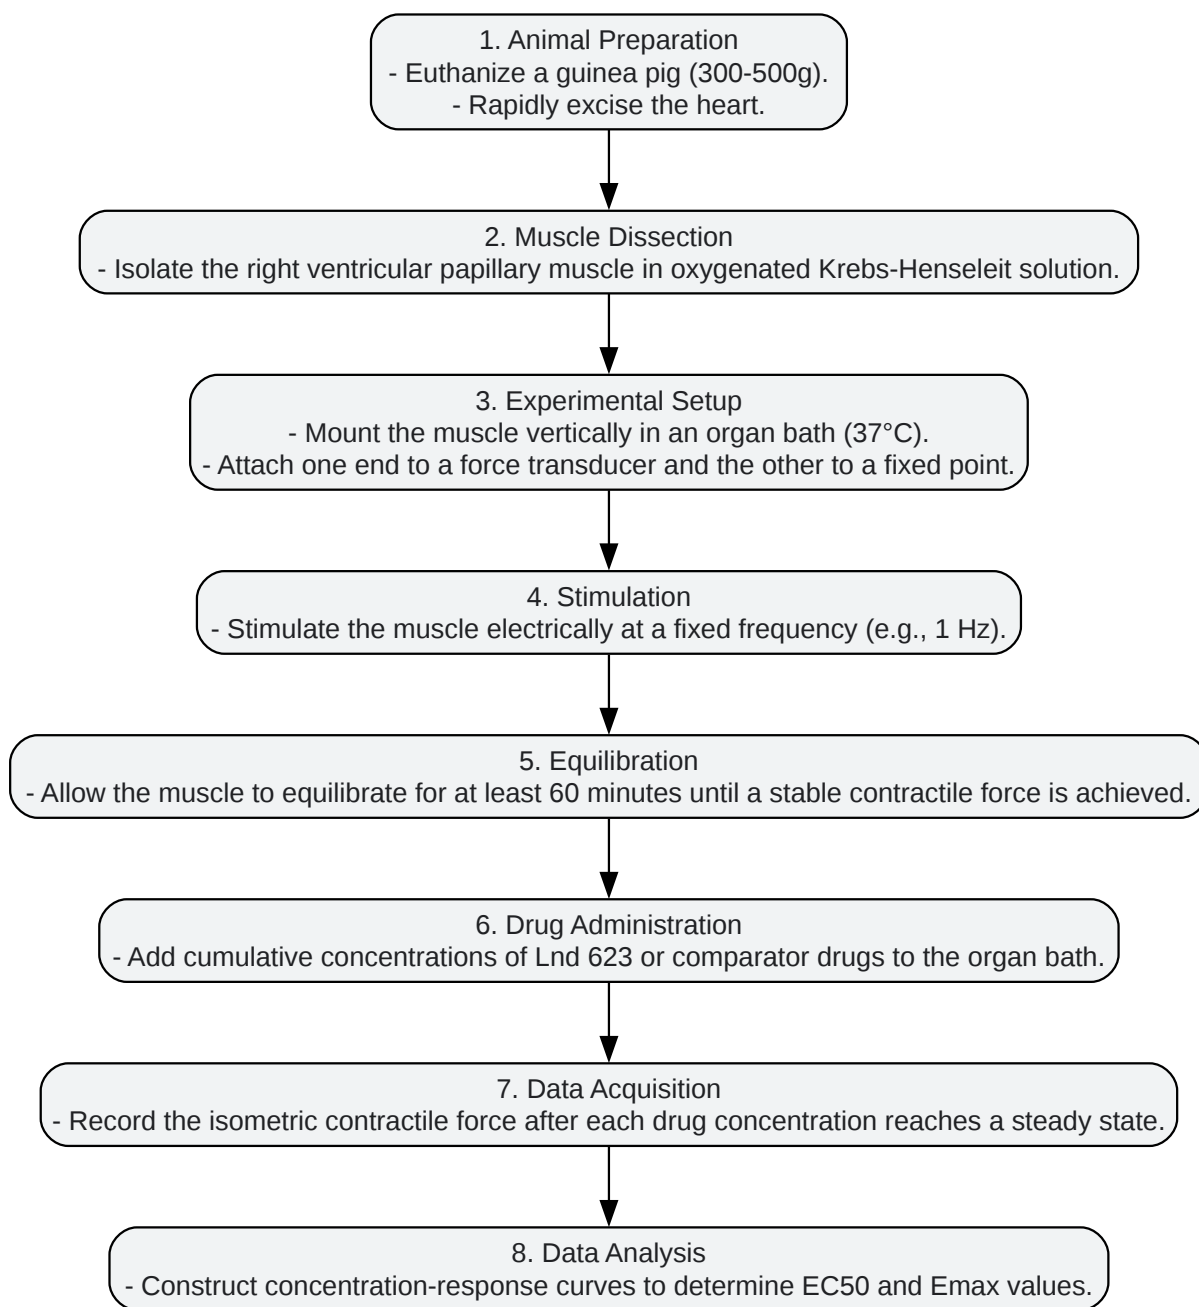 1. Animal Preparation
- Euthanize a guinea pig (300-500g).
- Rapidly excise the heart.
2. Muscle Dissection
- Isolate the right ventricular papillary muscle in oxygenated Krebs-Henseleit solution.
3. Experimental Setup
- Mount the muscle vertically in an organ bath (37°C).
- Attach one end to a force transducer and the other to a fixed point.
4. Stimulation
- Stimulate the muscle electrically at a fixed frequency (e.g., 1 Hz).
5. Equilibration
- Allow the muscle to equilibrate for at least 60 minutes until a stable contractile force is achieved.
6. Drug Administration
- Add cumulative concentrations of Lnd 623 or comparator drugs to the organ bath.
7. Data Acquisition
- Record the isometric contractile force after each drug concentration reaches a steady state.
8. Data Analysis
- Construct concentration-response curves to determine EC50 and Emax values.